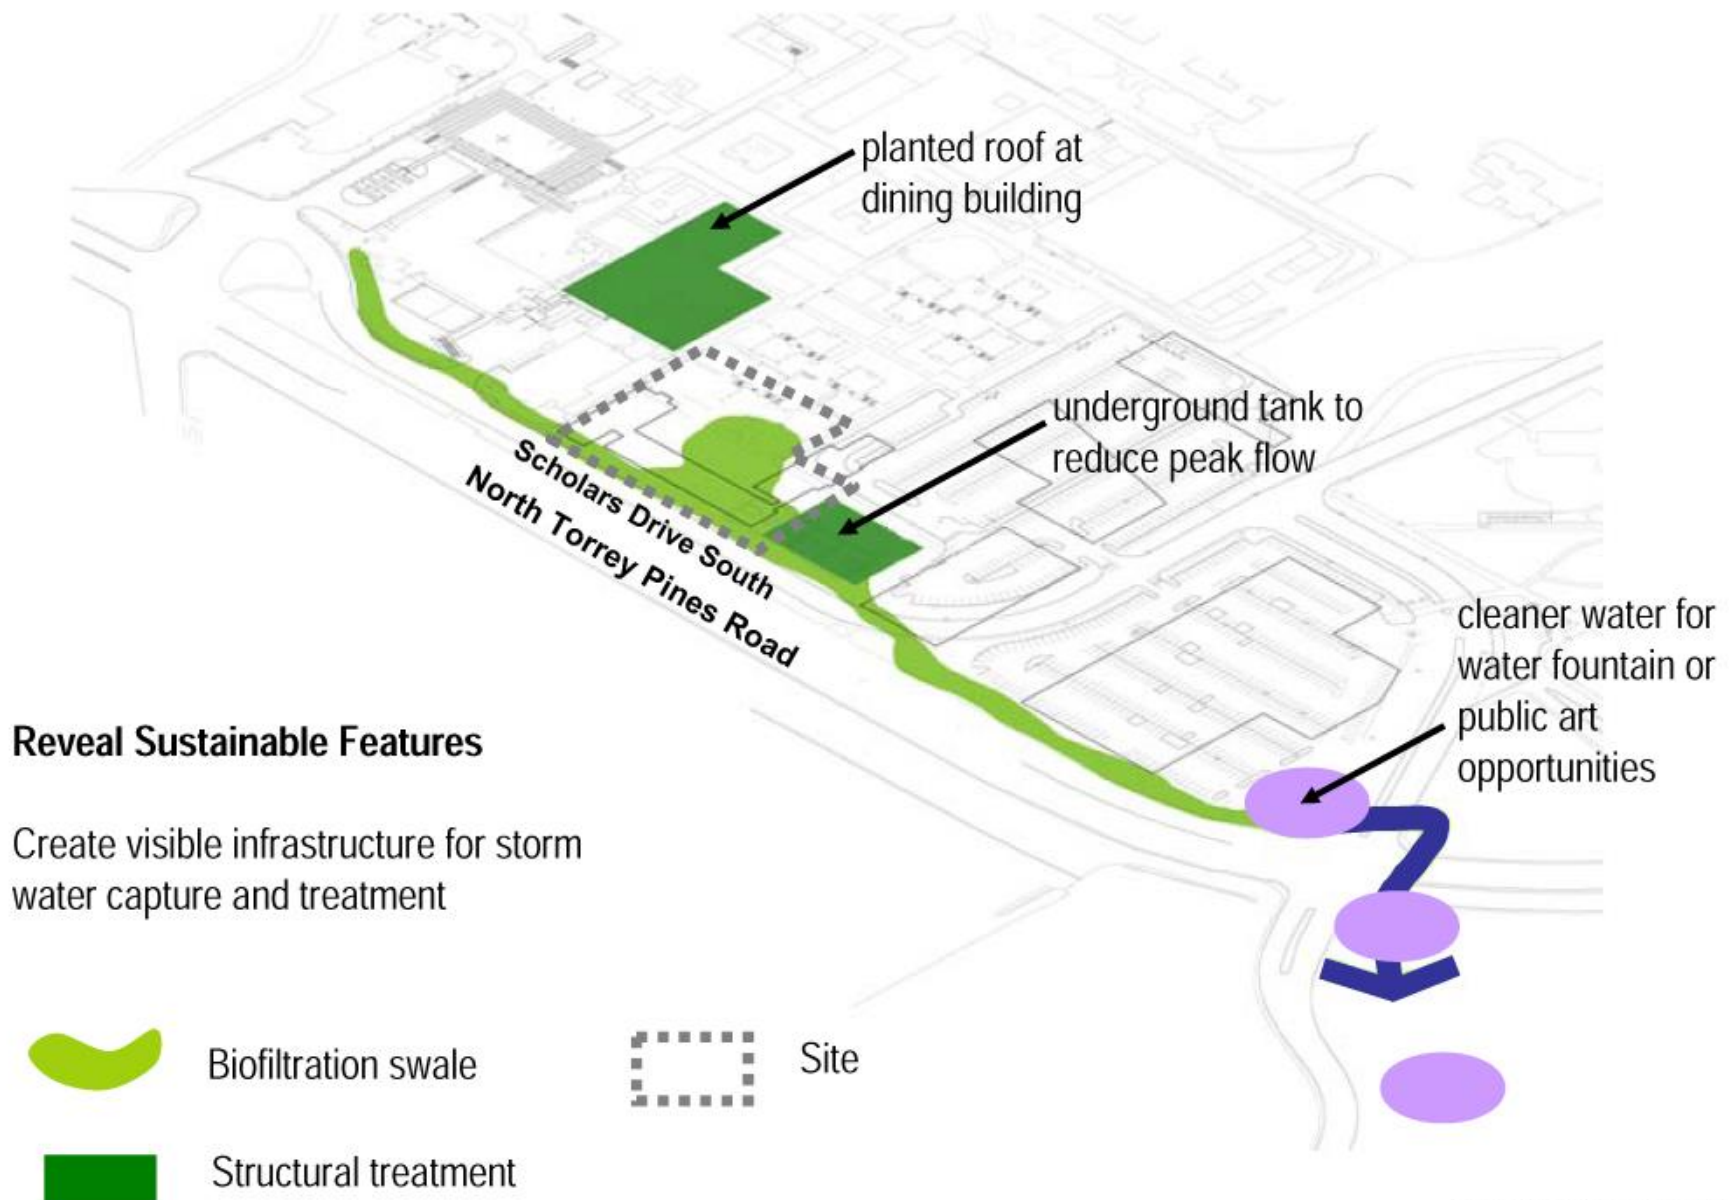 planted roof at
dining building
underground tank to
reduce peak flow
Scholars Drive South
North Torrey Pines Road
cleaner water for
water fountain or
public art
opportunities
Reveal Sustainable Features
Create visible infrastructure for storm
water capture and treatment
Biofiltration swale
Site
Structural treatment